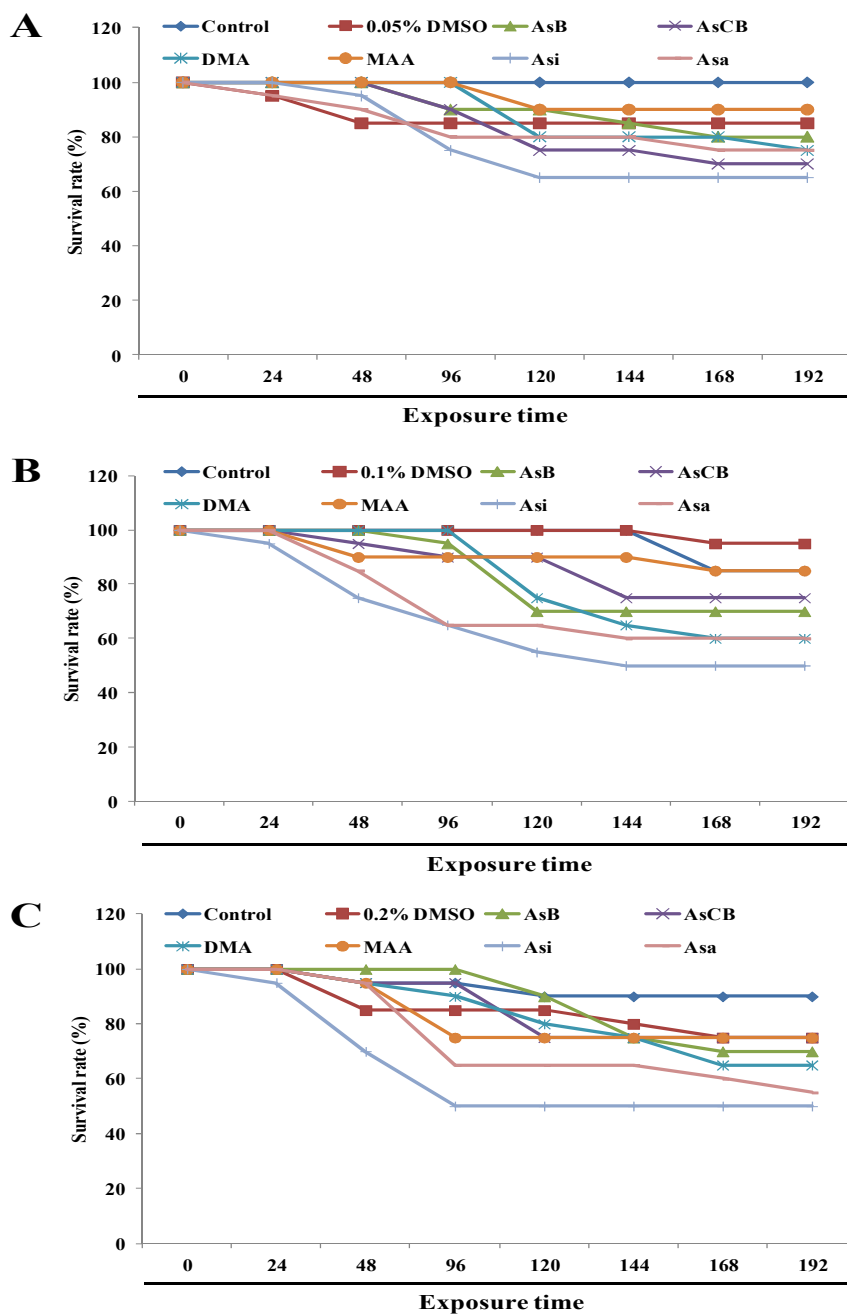 A
Control 0.05% DMSO AsB AsCB
DMA MAA Asi Asa
120
100
80
60
40
20
0
Survival rate (%)
0 24 48 96 120 144 168 192
Exposure time
B
Control 0.1% DMSO AsB AsCB
DMA MAA Asi Asa
120
100
80
60
40
20
0
Survival rate (%)
0 24 48 96 120 144 168 192
Exposure time
C
Control 0.2% DMSO AsB AsCB
DMA MAA Asi Asa
120
100
80
60
40
20
0
Survival rate (%)
0 24 48 96 120 144 168 192
Exposure time